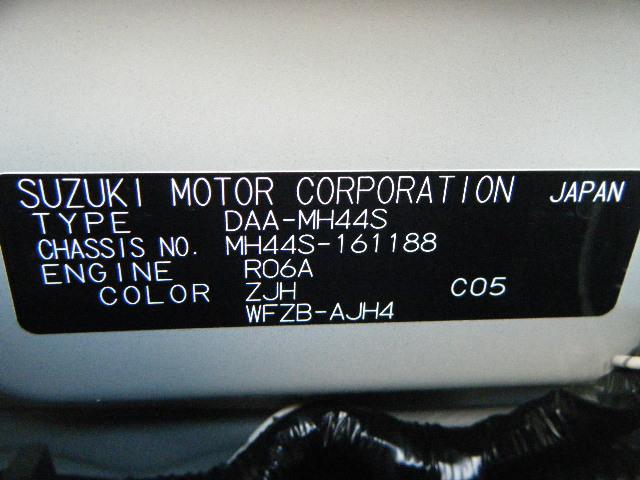 SUZUKI MOTOR CORPORATION JAPAN
TYPE DAA-MH44S
CHASSIS NO. MH44S-161188
ENGINE R06A
COLOR ZJH C05
WFZB-AJH4